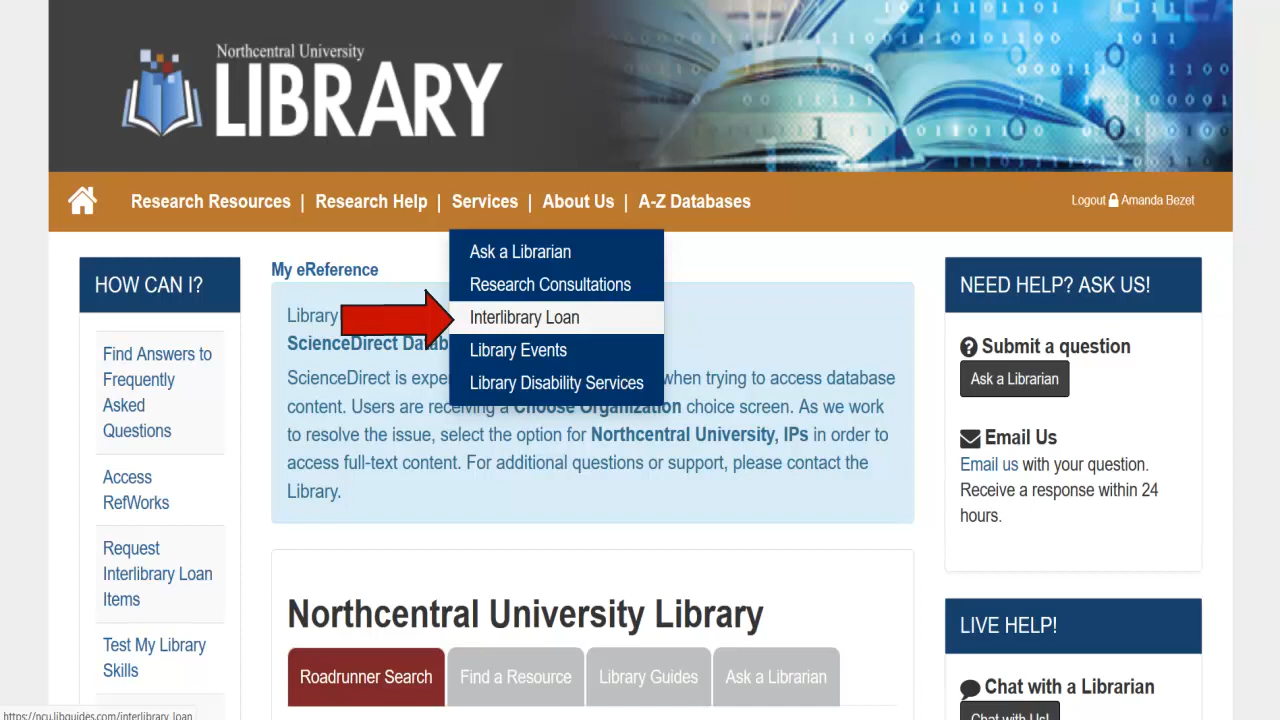 Northcentral University
LIBRARY
Research Resources | Research Help | Services | About Us | A-Z Databases
Logout Amanda Bezet
HOW CAN I?
Find Answers to
Frequently
Asked
Questions
Access
RefWorks
Request
Interlibrary Loan
Items
Test My Library
Skills
https://ncu.libguides.com/interlibrary_loan
Ask a Librarian
Research Consultations
Interlibrary Loan
Library Events
Library Disability Services
My eReference
Library
ScienceDirect Datab
ScienceDirect is expe when trying to access database
content. Users are receiving a Choose Organization choice screen. As we work
to resolve the issue, select the option for Northcentral University, IPs in order to
access full-text content. For additional questions or support, please contact the
Library.
Northcentral University Library
Roadrunner Search
Find a Resource
Library Guides
Ask a Librarian
NEED HELP? ASK US!
Submit a question
Ask a Librarian
Email Us
Email us with your question.
Receive a response within 24
hours.
LIVE HELP!
Chat with a Librarian
Chat with Us!